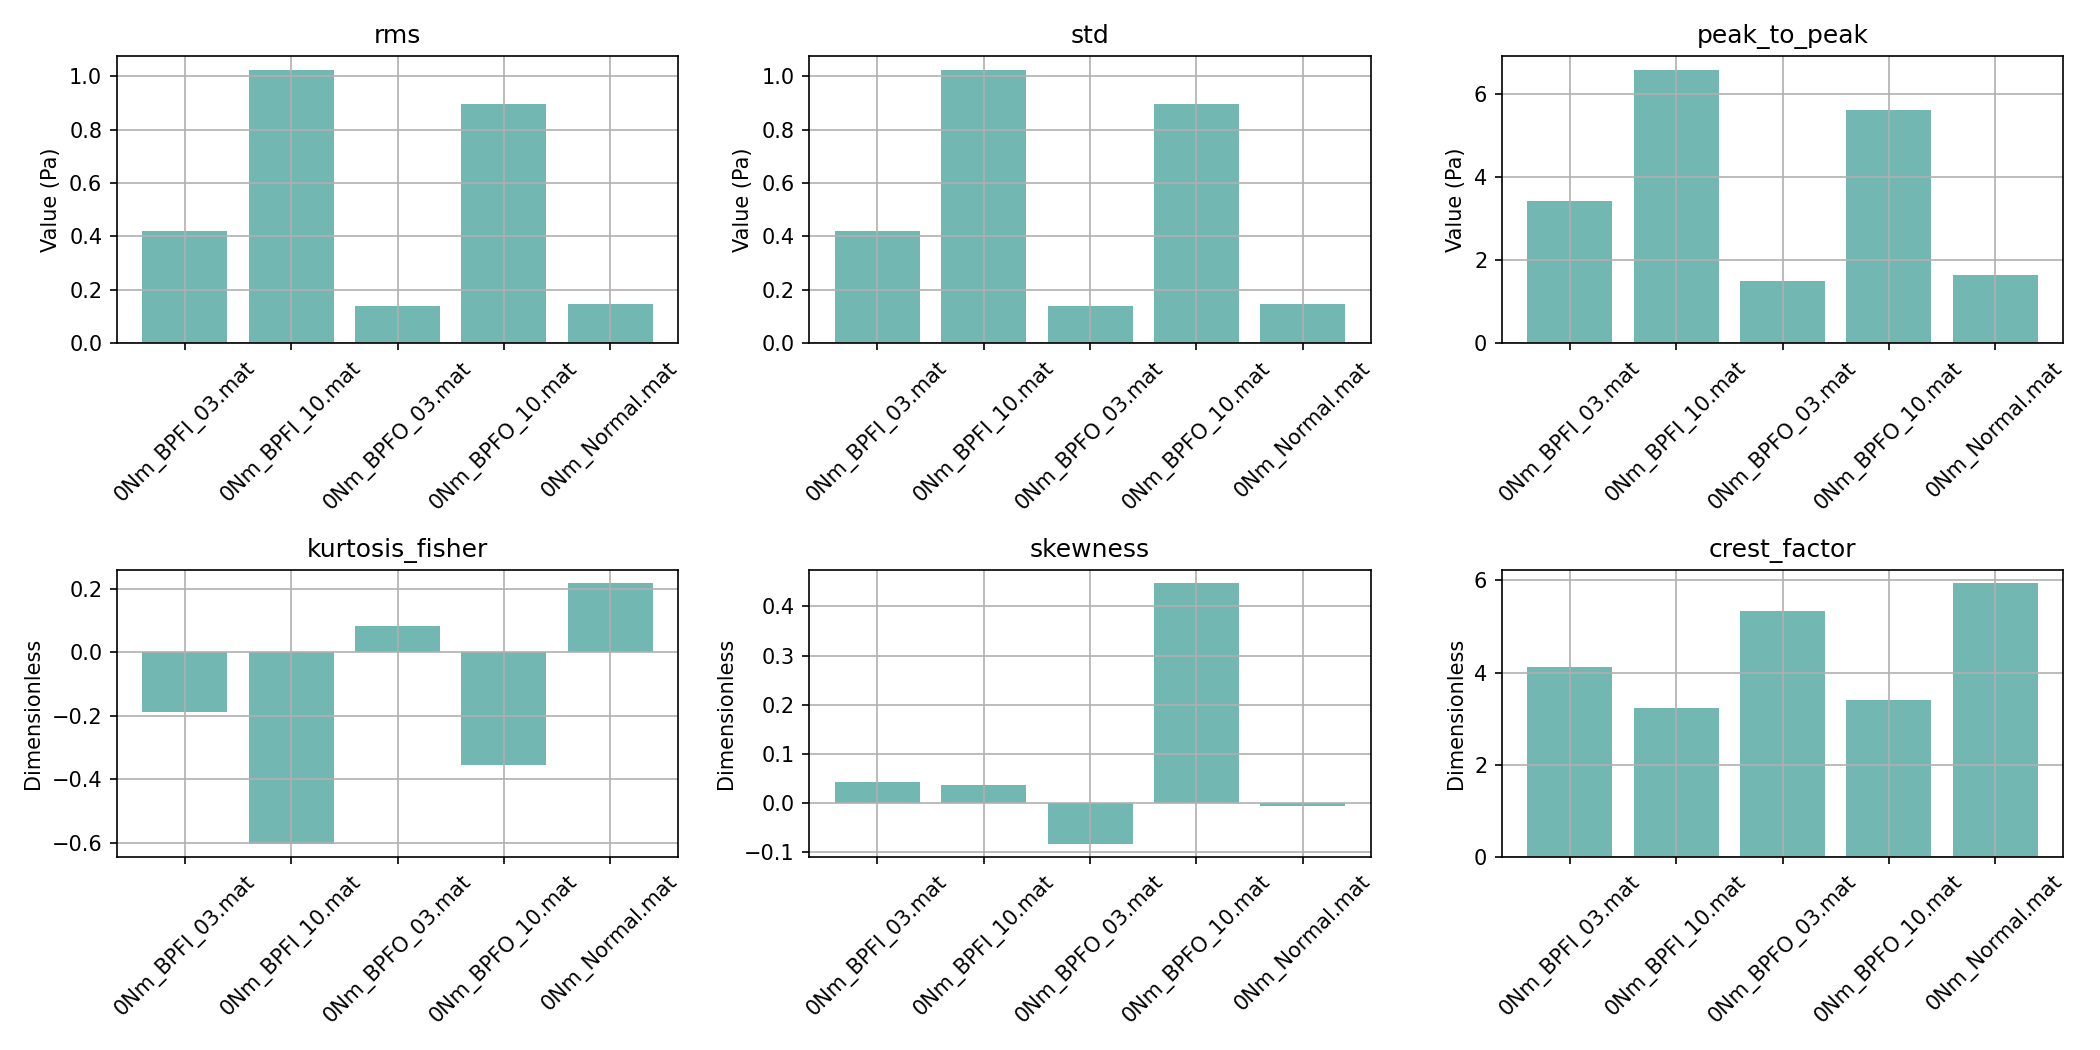 rms
std
peak_to_peak
Value (Pa)
1.0
0.8
0.6
0.4
0.2
0.0
0Nm_BPFI_03.mat
0Nm_BPFI_10.mat
0Nm_BPFO_03.mat
0Nm_BPFO_10.mat
0Nm_Normal.mat
Value (Pa)
1.0
0.8
0.6
0.4
0.2
0.0
0Nm_BPFI_03.mat
0Nm_BPFI_10.mat
0Nm_BPFO_03.mat
0Nm_BPFO_10.mat
0Nm_Normal.mat
Value (Pa)
6
4
2
0
0Nm_BPFI_03.mat
0Nm_BPFI_10.mat
0Nm_BPFO_03.mat
0Nm_BPFO_10.mat
0Nm_Normal.mat
kurtosis_fisher
skewness
crest_factor
Dimensionless
0.2
0.0
−0.2
−0.4
−0.6
0Nm_BPFI_03.mat
0Nm_BPFI_10.mat
0Nm_BPFO_03.mat
0Nm_BPFO_10.mat
0Nm_Normal.mat
Dimensionless
0.4
0.3
0.2
0.1
0.0
−0.1
0Nm_BPFI_03.mat
0Nm_BPFI_10.mat
0Nm_BPFO_03.mat
0Nm_BPFO_10.mat
0Nm_Normal.mat
Dimensionless
6
4
2
0
0Nm_BPFI_03.mat
0Nm_BPFI_10.mat
0Nm_BPFO_03.mat
0Nm_BPFO_10.mat
0Nm_Normal.mat